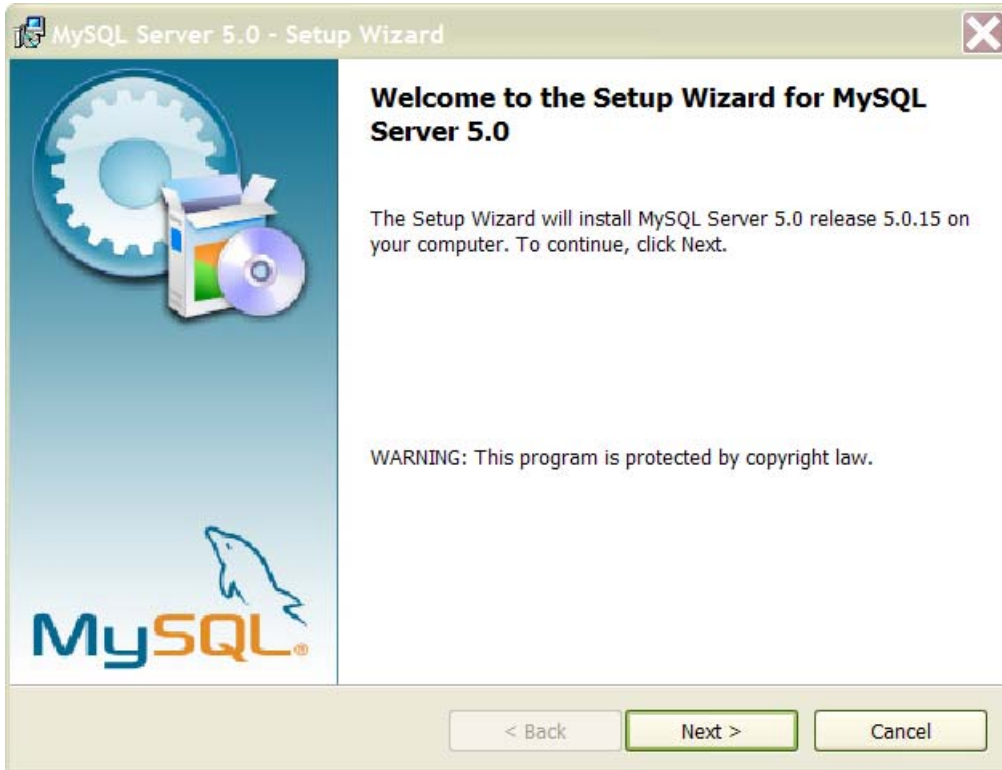 MySQL Server 5.0 - Setup Wizard
Welcome to the Setup Wizard for MySQL
Server 5.0
The Setup Wizard will install MySQL Server 5.0 release 5.0.15 on
your computer. To continue, click Next.
WARNING: This program is protected by copyright law.
MySQL®
< Back
Next >
Cancel